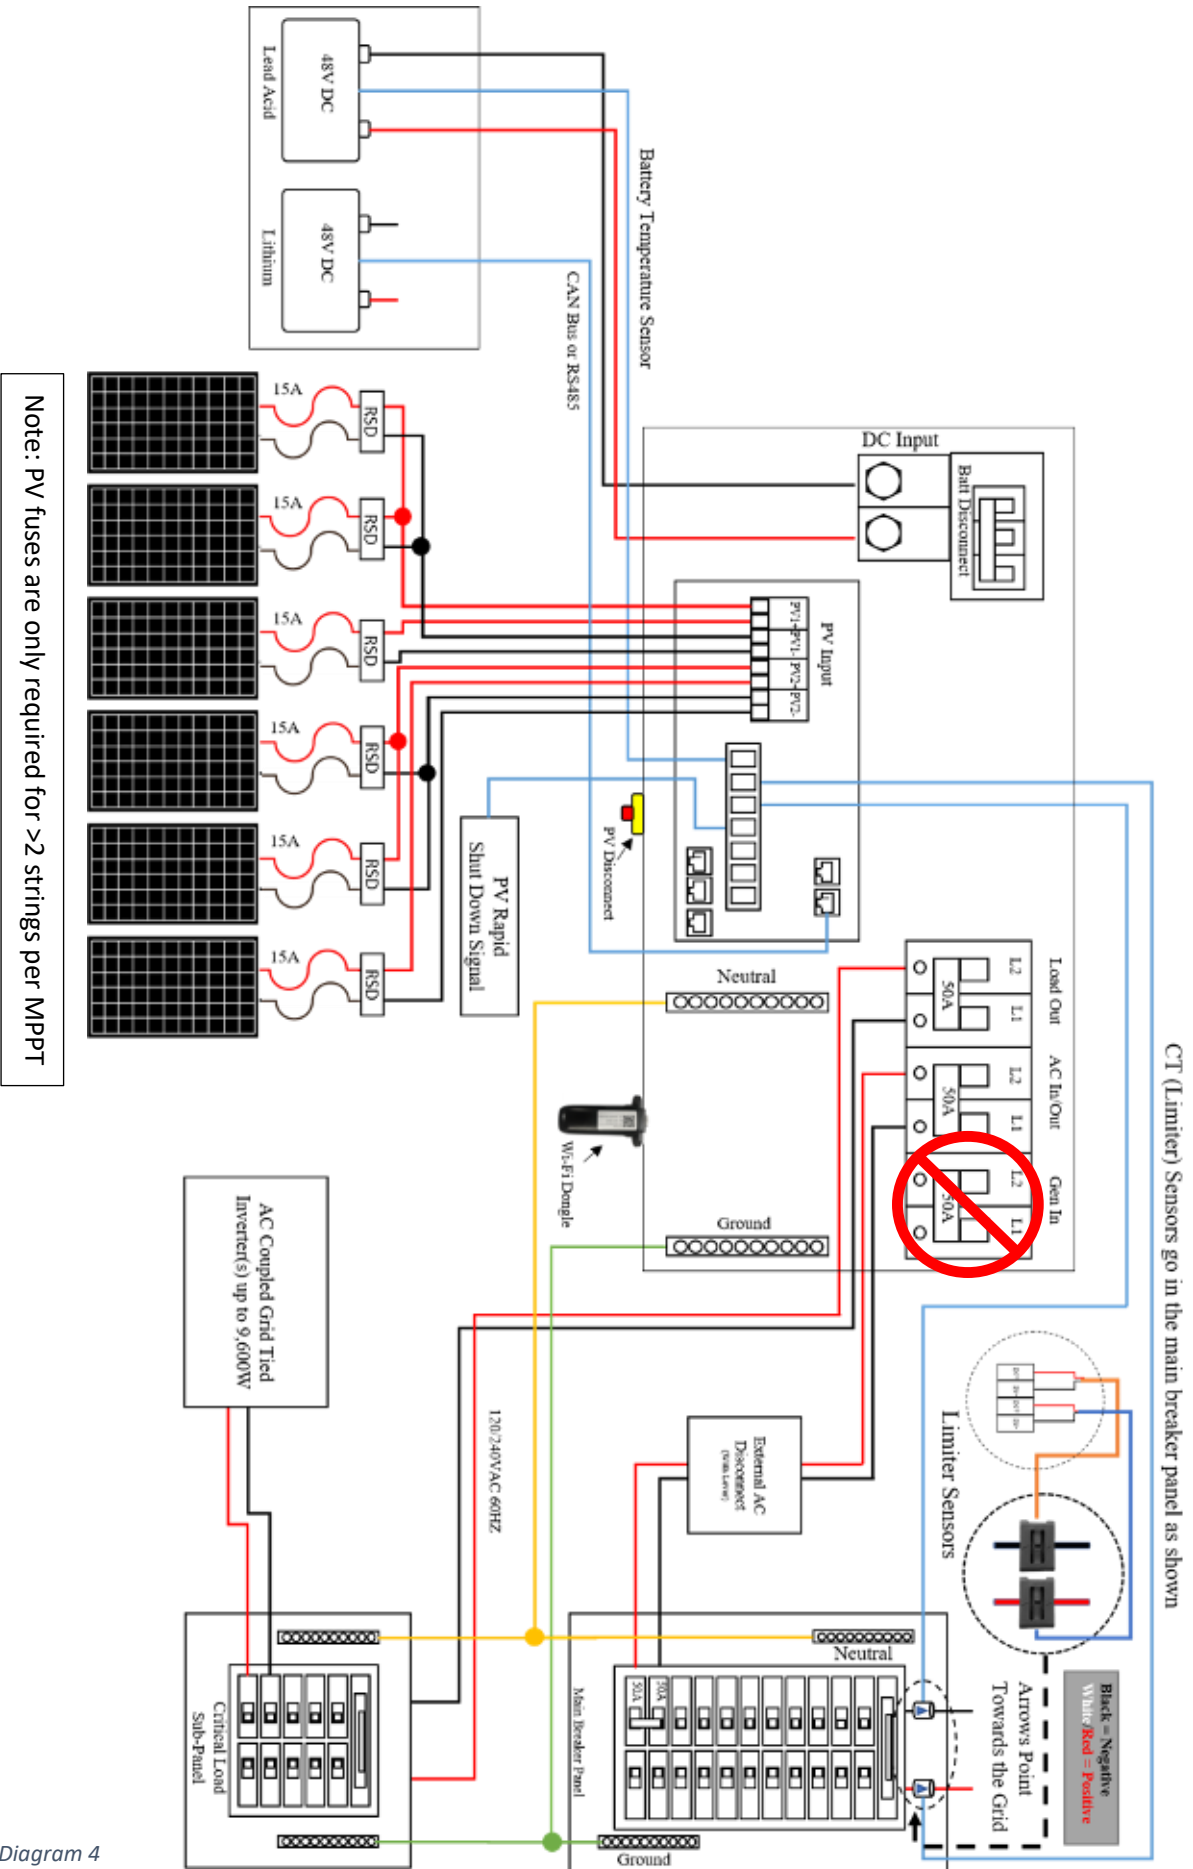 CT (Limiter) Sensors go in the main breaker panel as shown
Black = Negative
White/Red = Positive
Limiter Sensors
Arrows Point
Towards the Grid
DC Input
Batt Disconnect
Load Out
AC In/Out
Gen In
L2
L1
L2
L1
L2
L1
50A
50A
50A
PV Input
PV1+
PV1-
PV2+
PV2-
Neutral
Ground
Neutral
External AC
Disconnect
(With Lever)
50A
50A
Main Breaker Panel
Ground
Battery Temperature Sensor
CAN Bus or RS485
PV Disconnect
Wi-Fi Dongle
PV Rapid
Shut Down Signal
120/240VAC 60HZ
48V DC
Lead Acid
48V DC
Lithium
RSD
RSD
RSD
RSD
RSD
RSD
15A
15A
15A
15A
15A
15A
AC Coupled Grid Tied
Inverter(s) up to 9,600W
Critical Load
Sub-Panel
Note: PV fuses are only required for >2 strings per MPPT
Diagram 4